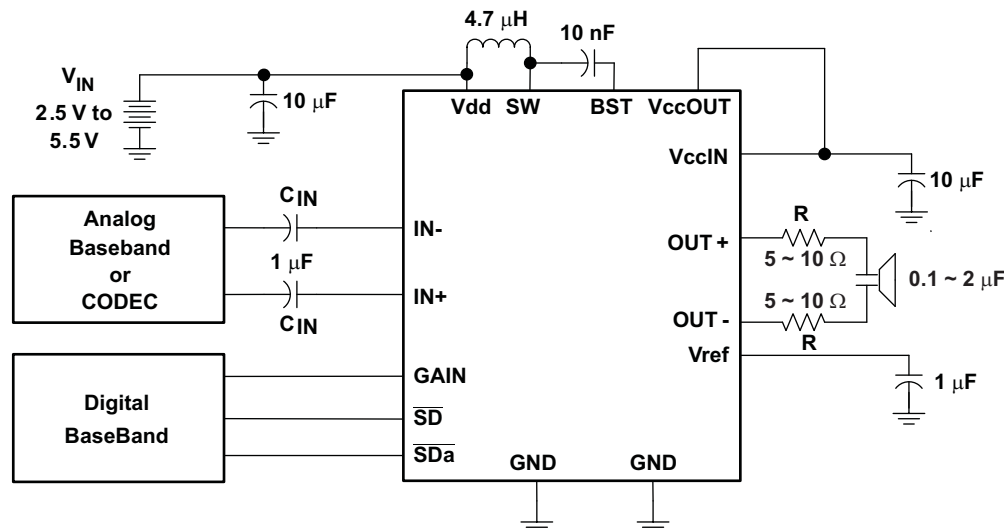 4.7 μH
10 nF
V_IN
2.5 V to
5.5 V
10 μF
Vdd
SW
BST
VccOUT
VccIN
10 μF
Analog
Baseband
or
CODEC
C_IN
1 μF
C_IN
IN-
IN+
OUT +
R
5 ~ 10 Ω
0.1 ~ 2 μF
5 ~ 10 Ω
OUT -
R
Vref
1 μF
Digital
BaseBand
GAIN
S̅D̅
S̅D̅a̅
GND
GND